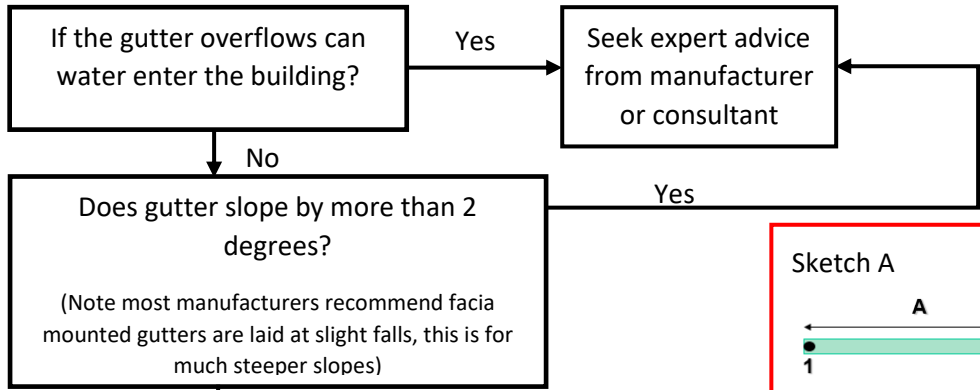 If the gutter overflows can
water enter the building?
Yes
Seek expert advice
from manufacturer
or consultant
No
Does gutter slope by more than 2
degrees?
Yes
(Note most manufacturers recommend facia
mounted gutters are laid at slight falls, this is for
much steeper slopes)
Sketch A
A
1